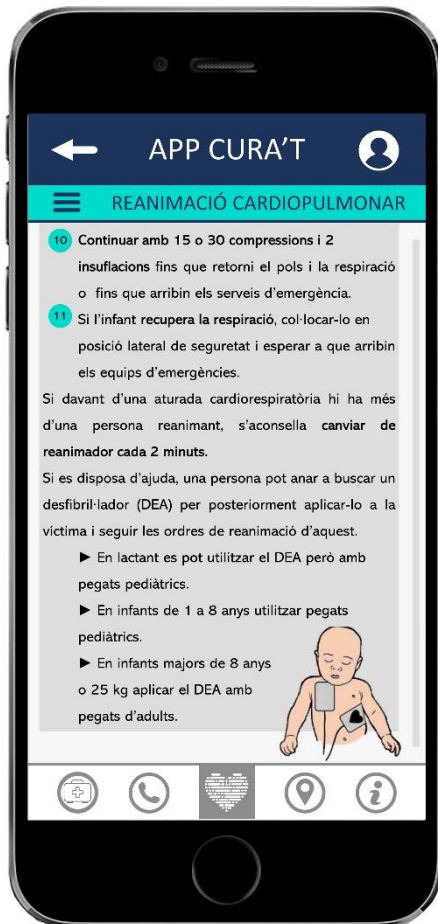 APP CURA'T
REANIMACIÓ CARDIOPULMONAR
10 Continuar amb 15 o 30 compressions i 2
insuflacions fins que retorni el pols i la respiració
o fins que arribin els serveis d'emergència.
11 Si l'infant recupera la respiració, col·locar-lo en
posició lateral de seguretat i esperar a que arribin
els equips d'emergències.
Si davant d'una aturada cardiorespiratòria hi ha més
d'una persona reanimant, s'aconsella canviar de
reanimador cada 2 minuts.
Si es disposa d'ajuda, una persona pot anar a buscar un
desfibril·lador (DEA) per posteriorment aplicar-lo a la
víctima i seguir les ordres de reanimació d'aquest.
► En lactant es pot utilitzar el DEA però amb
pegats pediàtrics.
► En infants de 1 a 8 anys utilitzar pegats
pediàtrics.
► En infants majors de 8 anys
o 25 kg aplicar el DEA amb
pegats d'adults.